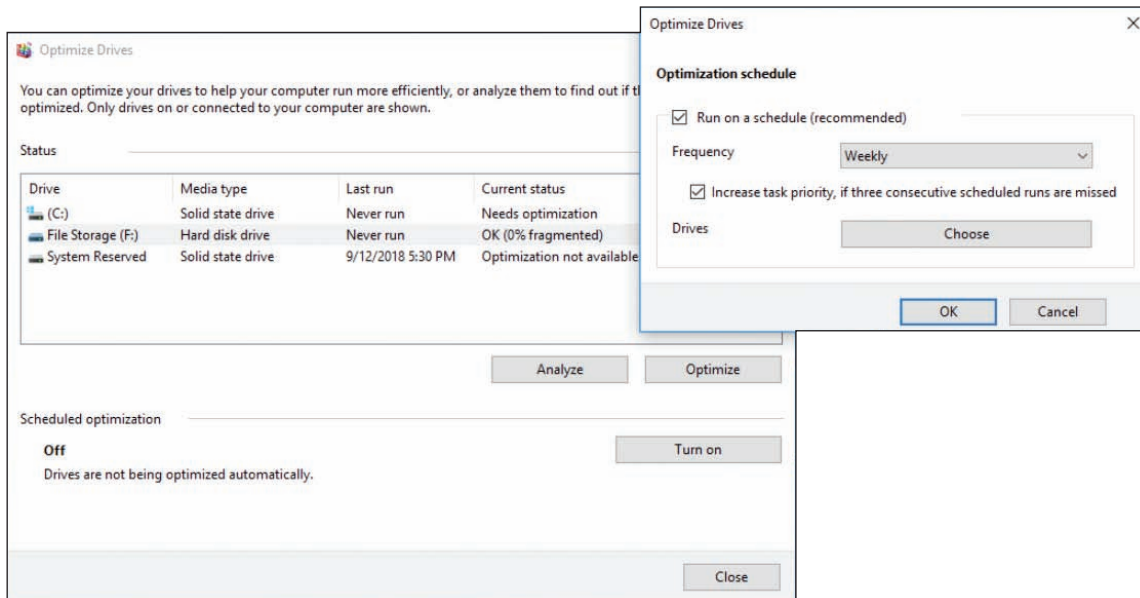 Optimize Drives
You can optimize your drives to help your computer run more efficiently, or analyze them to find out if
optimized. Only drives on or connected to your computer are shown.
Status
Drive Media type Last run Current status
(C:) Solid state drive Never run Needs optimization
File Storage (F:) Hard disk drive Never run OK (0% fragmented)
System Reserved Solid state drive 9/12/2018 5:30 PM Optimization not available
Analyze Optimize
Scheduled optimization
Off
Turn on
Drives are not being optimized automatically.
Close
Optimize Drives
Optimization schedule
Run on a schedule (recommended)
Frequency Weekly
Increase task priority, if three consecutive scheduled runs are missed
Drives Choose
OK Cancel